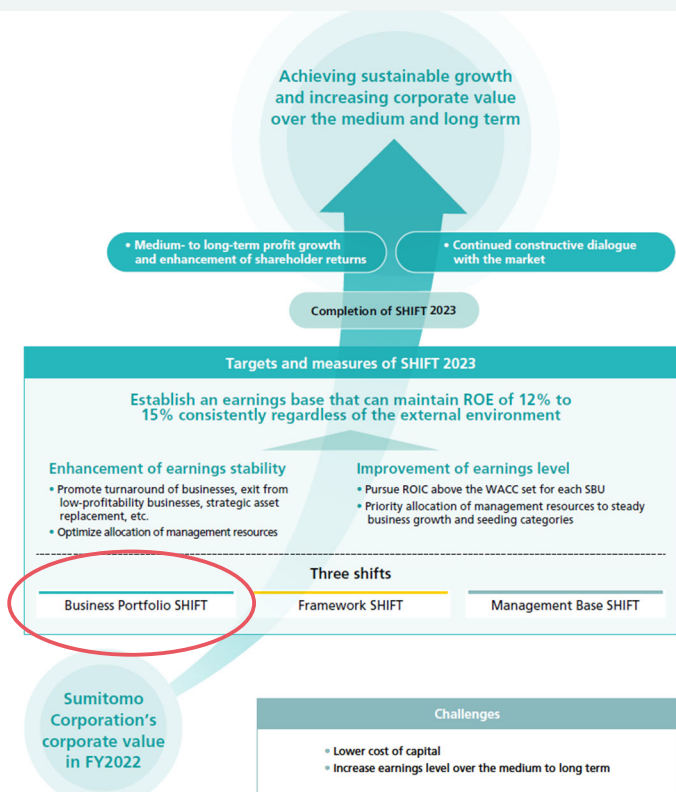 Achieving sustainable growth
and increasing corporate value
over the medium and long term
• Medium- to long-term profit growth
and enhancement of shareholder returns
• Continued constructive dialogue
with the market
Completion of SHIFT 2023
Targets and measures of SHIFT 2023
Establish an earnings base that can maintain ROE of 12% to
15% consistently regardless of the external environment
Enhancement of earnings stability
• Promote turnaround of businesses, exit from
low-profitability businesses, strategic asset
replacement, etc.
• Optimize allocation of management resources
Improvement of earnings level
• Pursue ROIC above the WACC set for each SBU
• Priority allocation of management resources to steady
business growth and seeding categories
Three shifts
Business Portfolio SHIFT
Framework SHIFT
Management Base SHIFT
Sumitomo
Corporation's
corporate value
in FY2022
Challenges
• Lower cost of capital
• Increase earnings level over the medium to long term